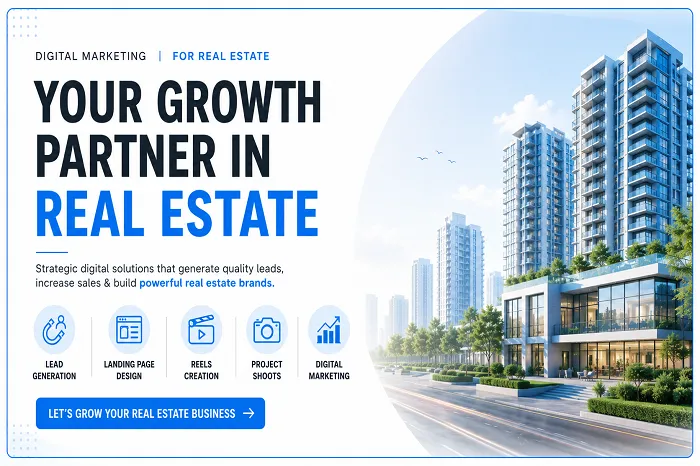 DIGITAL MARKETING | FOR REAL ESTATE
YOUR GROWTH
PARTNER IN
REAL ESTATE
Strategic digital solutions that generate quality leads,
increase sales & build powerful real estate brands.
LEAD
GENERATION
LANDING PAGE
DESIGN
REELS
CREATION
PROJECT
SHOOTS
DIGITAL
MARKETING
LET'S GROW YOUR REAL ESTATE BUSINESS →